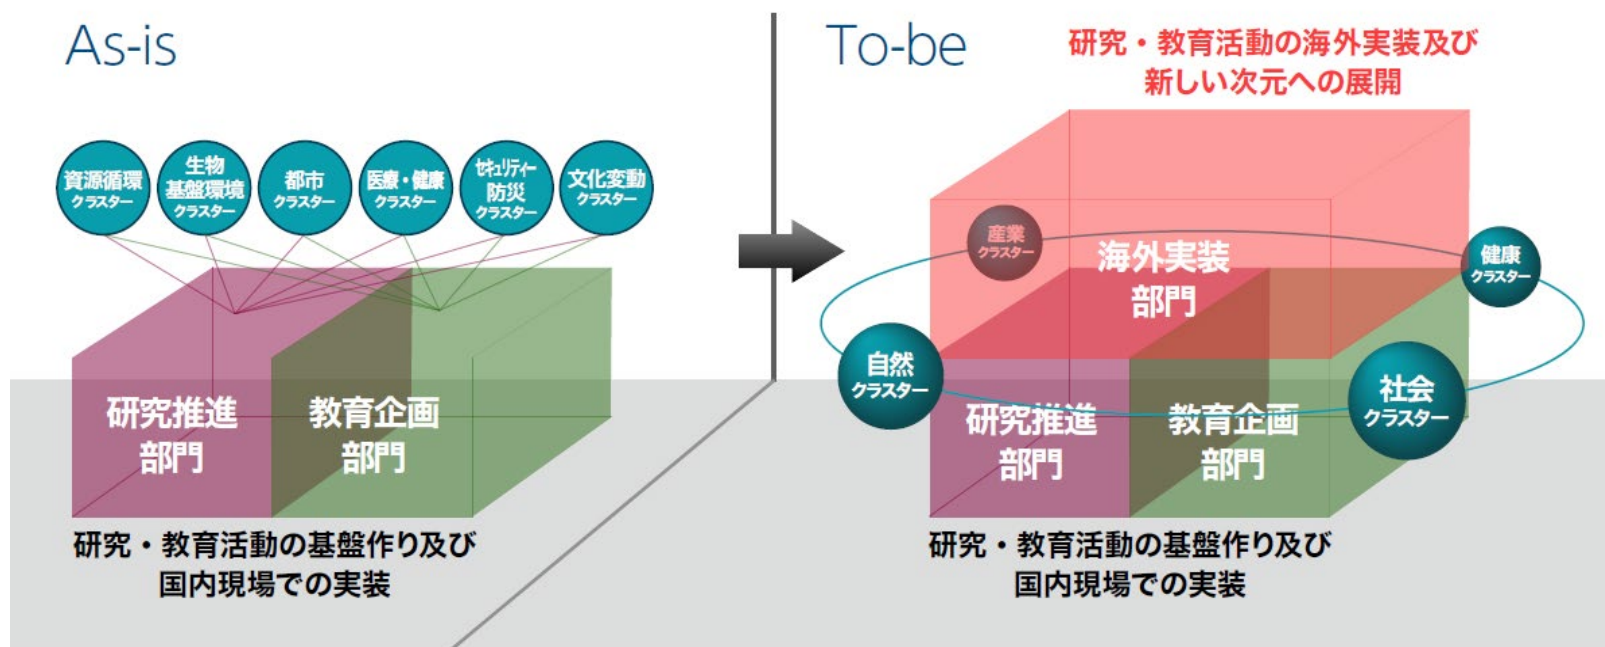 As-is
資源循環
クラスター
生物
基盤環境
クラスター
都市
クラスター
医療・健康
クラスター
セキュリティー
防災
クラスター
文化変動
クラスター
研究推進
部門
教育企画
部門
研究・教育活動の基盤作り及び
国内現場での実装
To-be
研究・教育活動の海外実装及び
新しい次元への展開
産業
クラスター
海外実装
部門
健康
クラスター
自然
クラスター
社会
クラスター
研究推進
部門
教育企画
部門
研究・教育活動の基盤作り及び
国内現場での実装